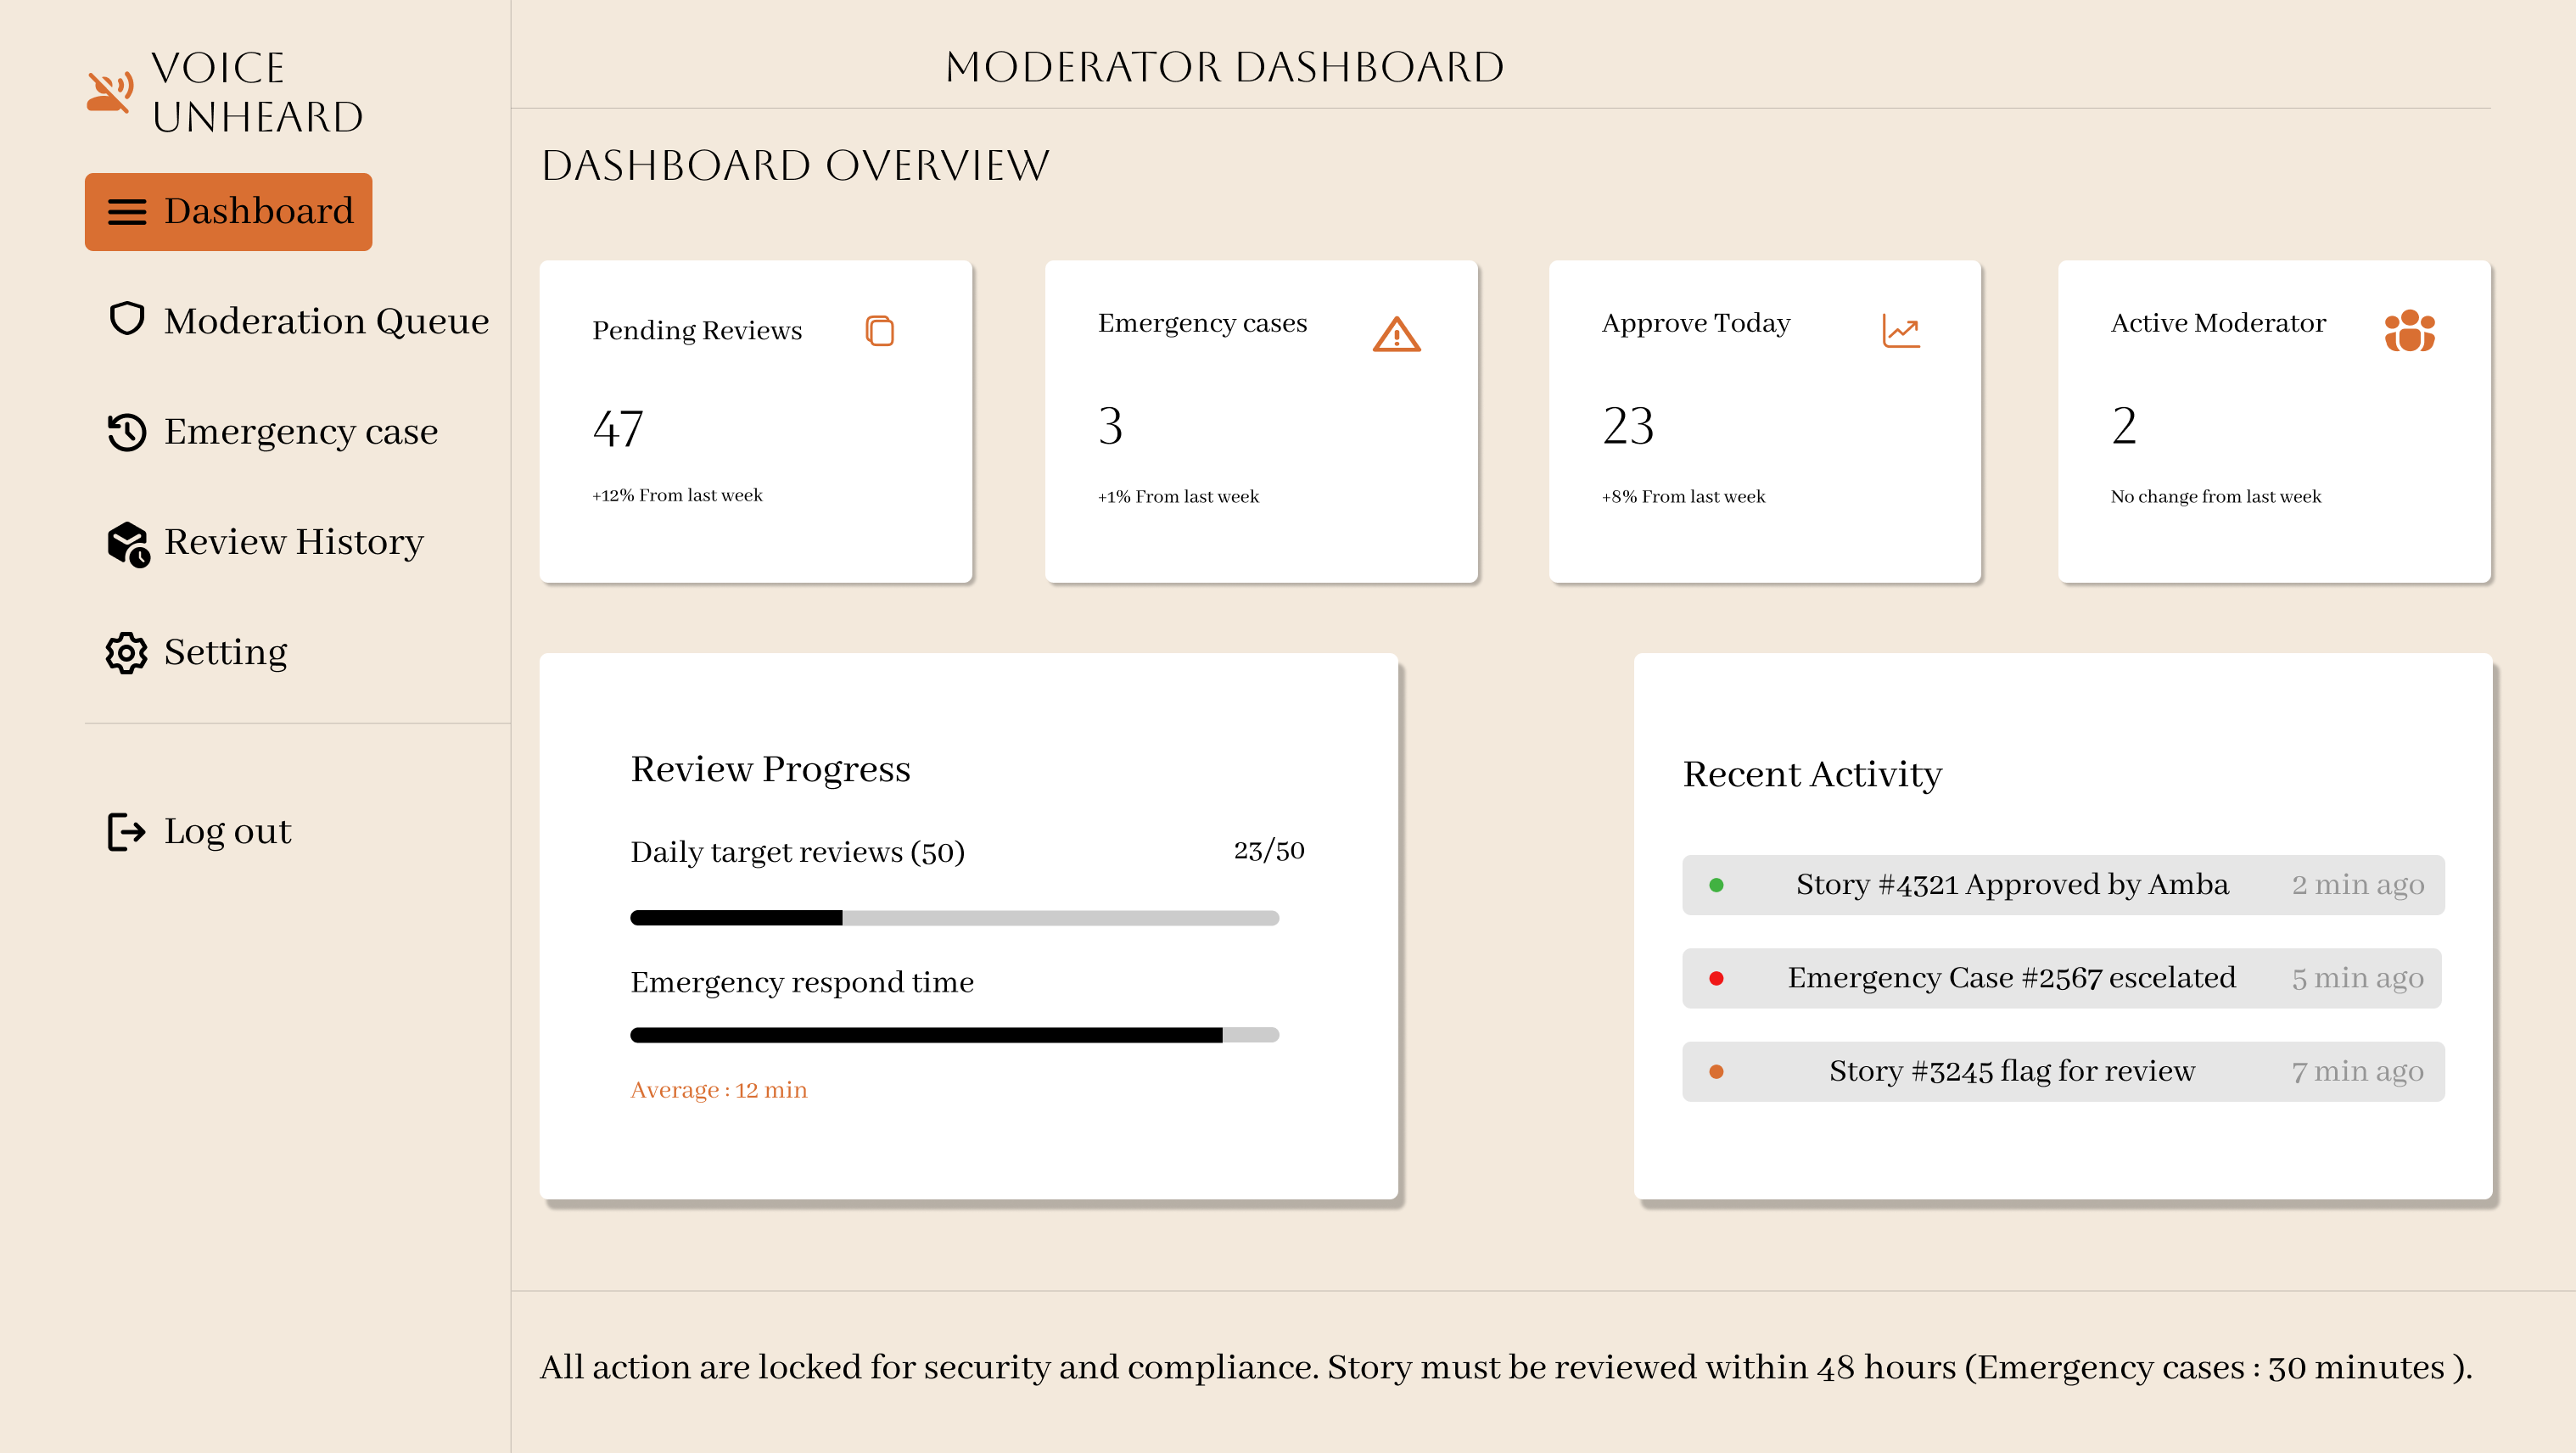 VOICE
UNHEARD
Dashboard
Moderation Queue
Emergency case
Review History
Setting
Log out
MODERATOR DASHBOARD
DASHBOARD OVERVIEW
Pending Reviews
47
+12% From last week
Emergency cases
3
+1% From last week
Approve Today
23
+8% From last week
Active Moderator
2
No change from last week
Review Progress
Daily target reviews (50) 23/50
Emergency respond time
Average : 12 min
Recent Activity
Story #4321 Approved by Amba 2 min ago
Emergency Case #2567 escelated 5 min ago
Story #3245 flag for review 7 min ago
All action are locked for security and compliance. Story must be reviewed within 48 hours (Emergency cases : 30 minutes ).